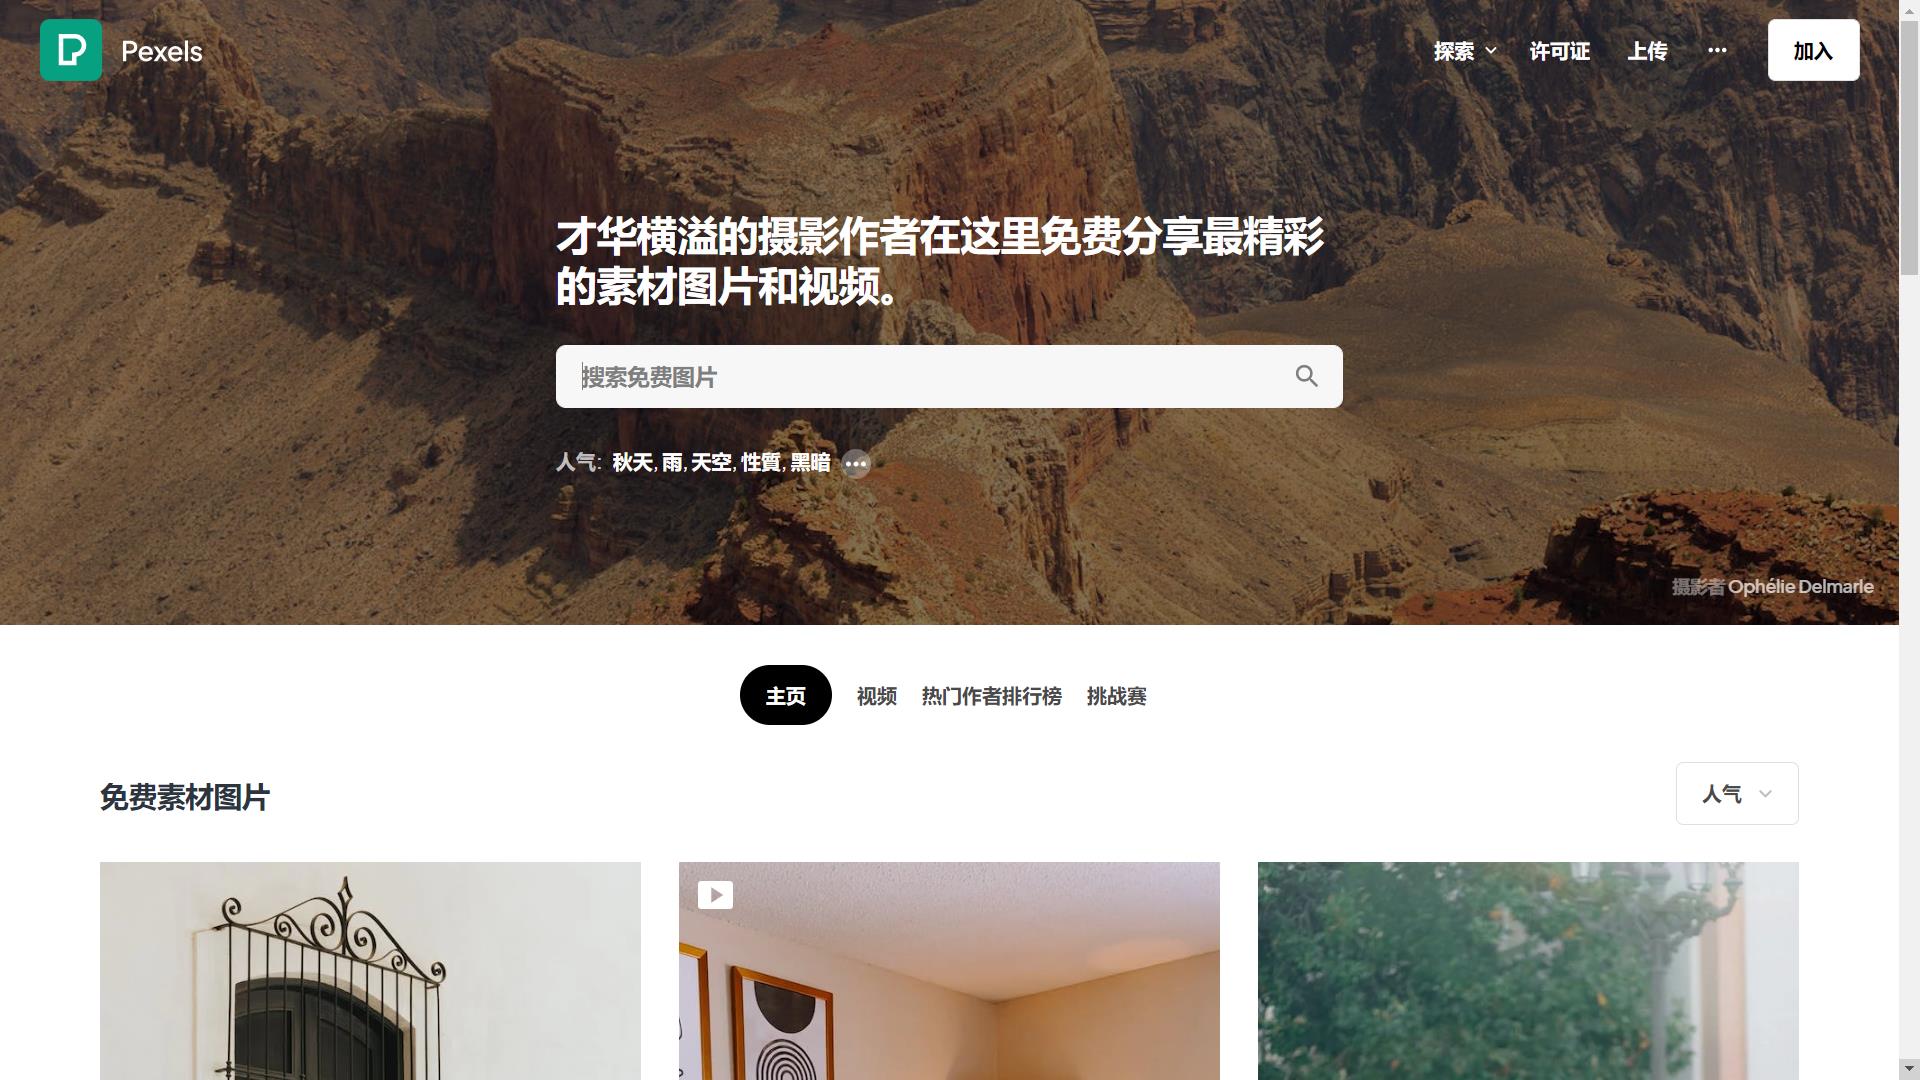 Pexels
探索
许可证
上传
加入
才华横溢的摄影作者在这里免费分享最精彩
的素材图片和视频。
搜索免费图片
人气: 秋天, 雨, 天空, 性質, 黑暗
摄影者 Ophélie Delmarle
主页
视频
热门作者排行榜
挑战赛
免费素材图片
人气